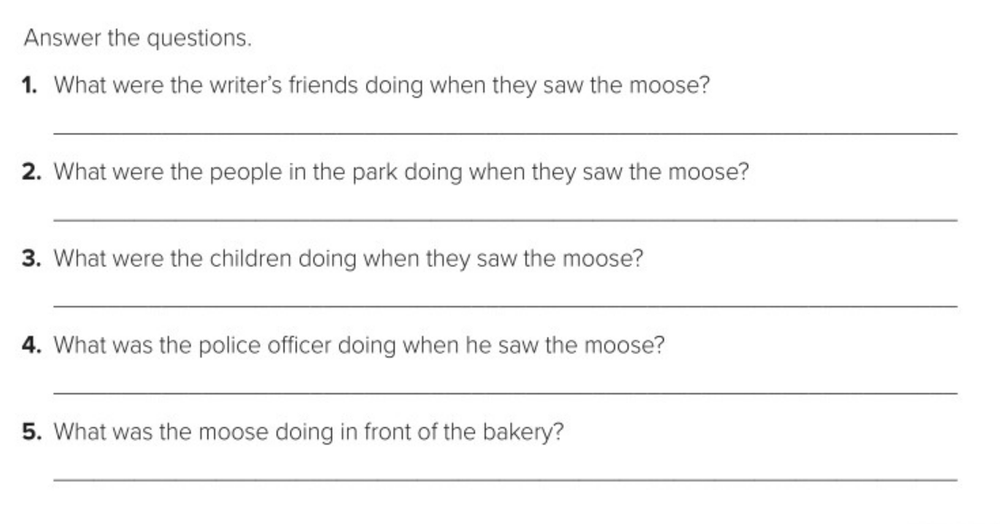 Answer the questions.
1. What were the writer’s friends doing when they saw the moose?
2. What were the people in the park doing when they saw the moose?
3. What were the children doing when they saw the moose?
4. What was the police officer doing when he saw the moose?
5. What was the moose doing in front of the bakery?